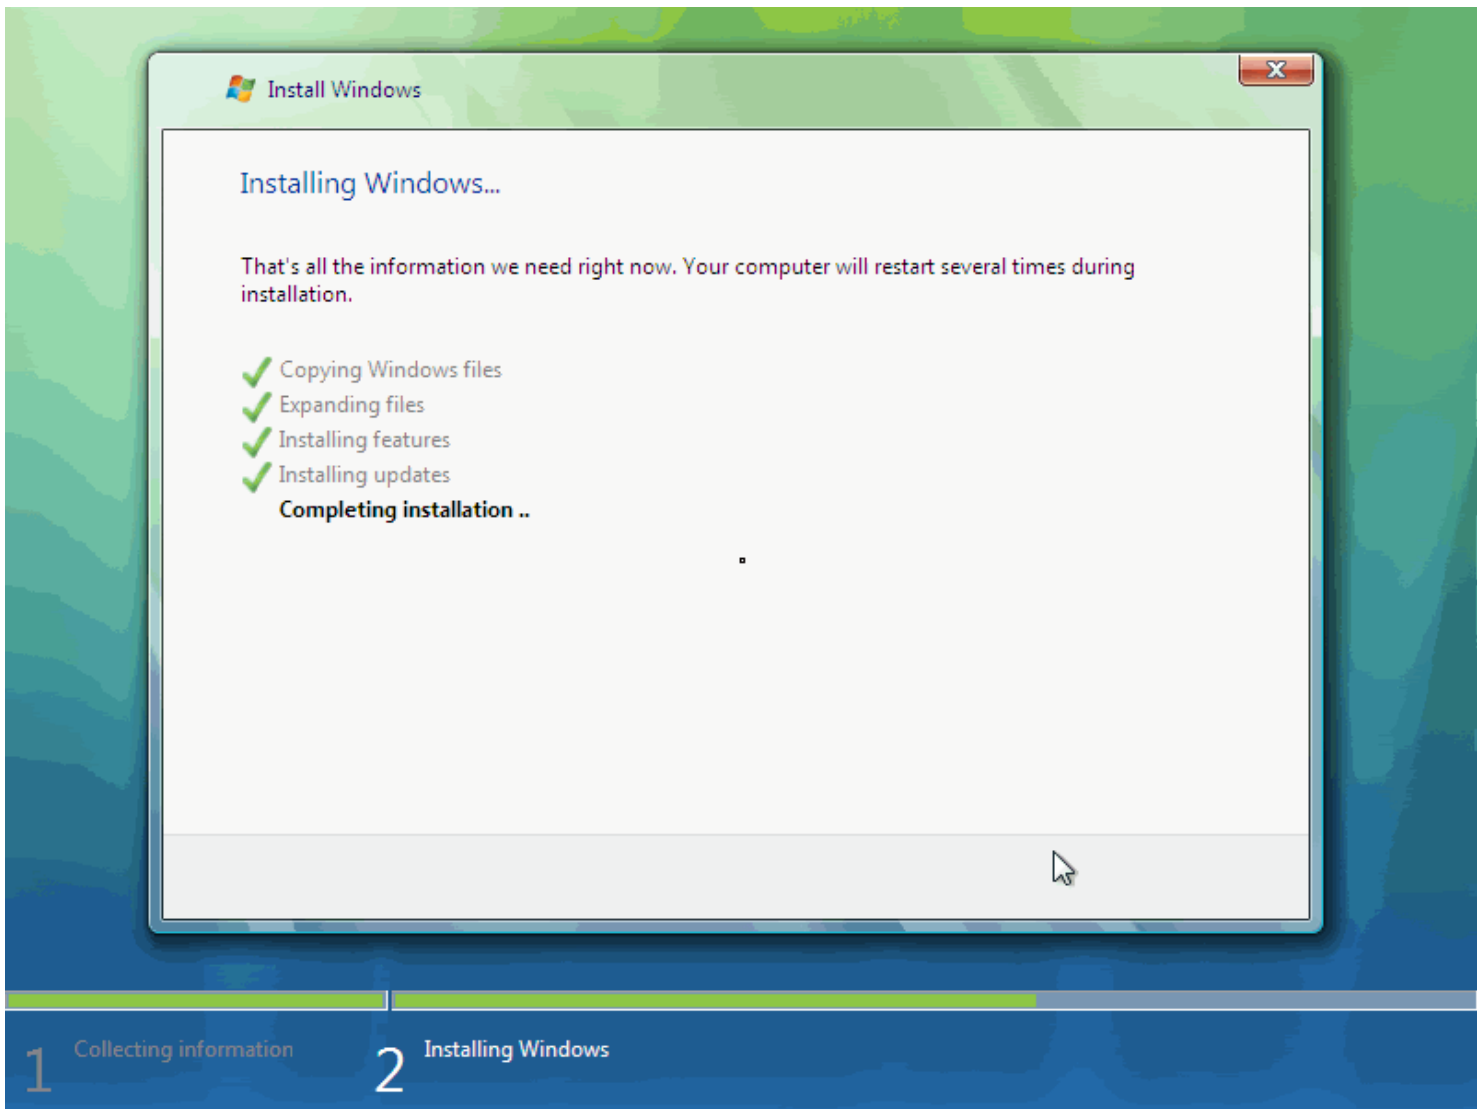 Install Windows
Installing Windows...
That's all the information we need right now. Your computer will restart several times during
installation.
Copying Windows files
Expanding files
Installing features
Installing updates
Completing installation ..
1 Collecting information
2 Installing Windows